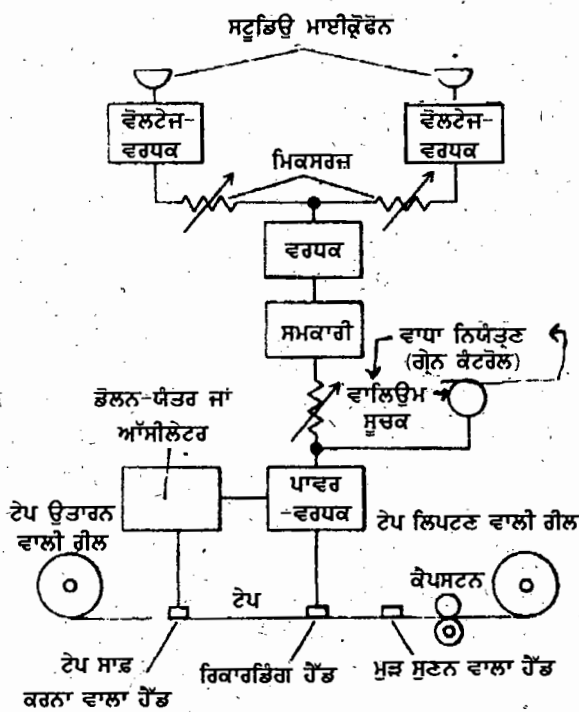 ਸਟੂਡਿਉ ਮਾਈਕ੍ਰੋਫੋਨ
ਵੋਲਟੇਜ-
ਵਰਧਕ
ਵੋਲਟੇਜ-
ਵਰਧਕ
ਮਿਕਸਰਜ਼
ਵਰਧਕ
ਸਮਕਾਰੀ
ਵਾਧਾ ਨਿਯੰਤ੍ਰਣ
(ਗੇਨ ਕੰਟਰੋਲ)
ਵਾਲਿਉਮ
ਸੂਚਕ
ਡੋਲਨ-ਯੰਤਰ ਜਾਂ
ਆੱਸੀਲੇਟਰ
ਪਾਵਰ
-ਵਰਧਕ
ਟੇਪ ਉਤਾਰਨ
ਵਾਲੀ ਰੀਲ
ਟੇਪ ਲਿਪਟਣ ਵਾਲੀ ਰੀਲ
ਕੈਪਸਟਨ
ਟੇਪ
ਟੇਪ ਸਾਫ਼
ਕਰਨਾ ਵਾਲਾ ਹੈੱਡ
ਰਿਕਾਰਡਿੰਗ ਹੈੱਡ
ਮੁੜ ਸੁਣਨ ਵਾਲਾ ਹੈੱਡ